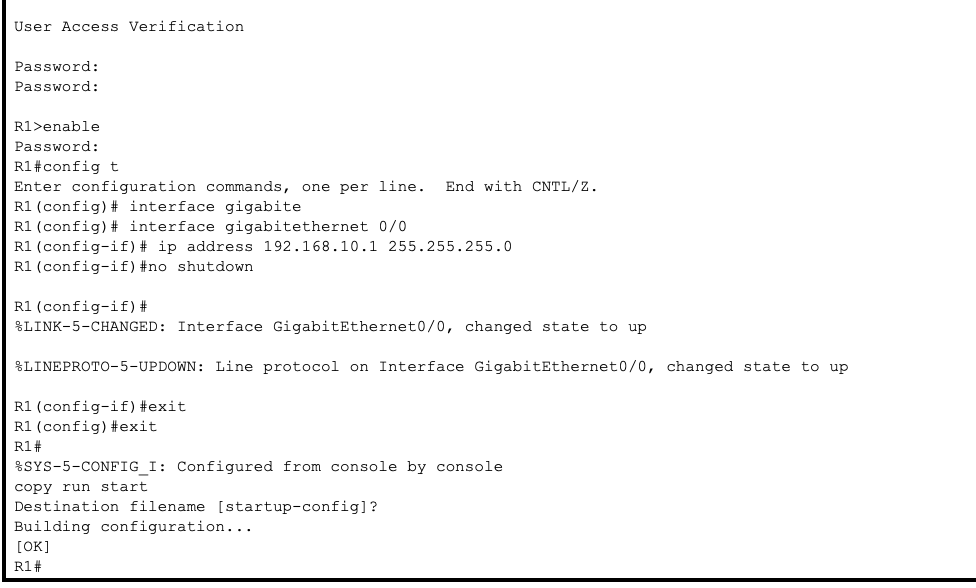 User Access Verification
Password:
Password:
R1>enable
Password:
R1#config t
Enter configuration commands, one per line.  End with CNTL/Z.
R1(config)# interface gigabite
R1(config)# interface gigabitethernet 0/0
R1(config-if)# ip address 192.168.10.1 255.255.255.0
R1(config-if)#no shutdown
R1(config-if)#
%LINK-5-CHANGED: Interface GigabitEthernet0/0, changed state to up
%LINEPROTO-5-UPDOWN: Line protocol on Interface GigabitEthernet0/0, changed state to up
R1(config-if)#exit
R1(config)#exit
R1#
%SYS-5-CONFIG_I: Configured from console by console
copy run start
Destination filename [startup-config]?
Building configuration...
[OK]
R1#